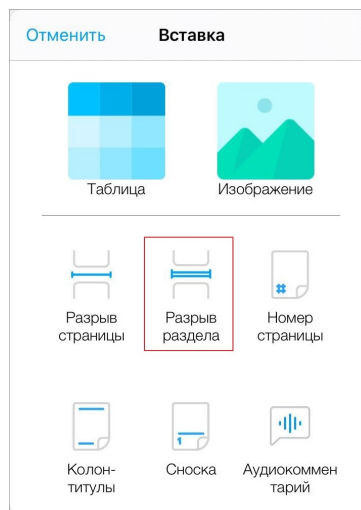 Отменить Вставка
Таблица Изображение
Разрыв Разрыв Номер
страницы раздела страницы
Колон- Сноска Аудиокоммен
титулы тарий